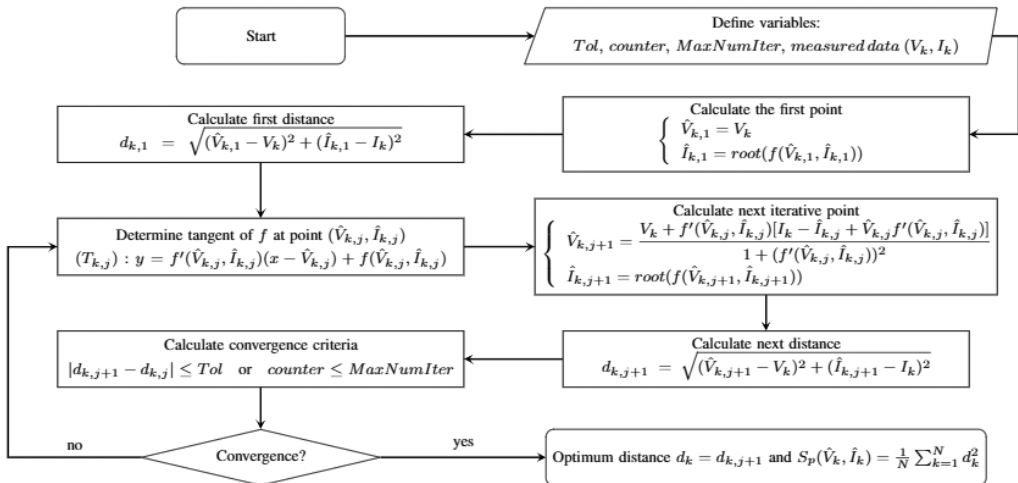 Start
Define variables:
Tol, counter, MaxNumIter, measured data (V_k, I_k)
Calculate the first point
{ V̂_{k,1} = V_k
Î_{k,1} = root(f(V̂_{k,1}, Î_{k,1}))
Calculate first distance
d_{k,1} = √((V̂_{k,1} − V_k)² + (Î_{k,1} − I_k)²)
Determine tangent of f at point (V̂_{k,j}, Î_{k,j})
(T_{k,j}) : y = f′(V̂_{k,j}, Î_{k,j})(x − V̂_{k,j}) + f(V̂_{k,j}, Î_{k,j})
Calculate next iterative point
{ V̂_{k,j+1} = (V_k + f′(V̂_{k,j}, Î_{k,j})[I_k − Î_{k,j} + V̂_{k,j}f′(V̂_{k,j}, Î_{k,j})]) / (1 + (f′(V̂_{k,j}, Î_{k,j}))²)
Î_{k,j+1} = root(f(V̂_{k,j+1}, Î_{k,j+1}))
Calculate next distance
d_{k,j+1} = √((V̂_{k,j+1} − V_k)² + (Î_{k,j+1} − I_k)²)
Calculate convergence criteria
|d_{k,j+1} − d_{k,j}| ≤ Tol or counter ≤ MaxNumIter
Convergence?
no
yes
Optimum distance d_k = d_{k,j+1} and S_p(V̂_k, Î_k) = 1/N ∑_{k=1}^{N} d_k²